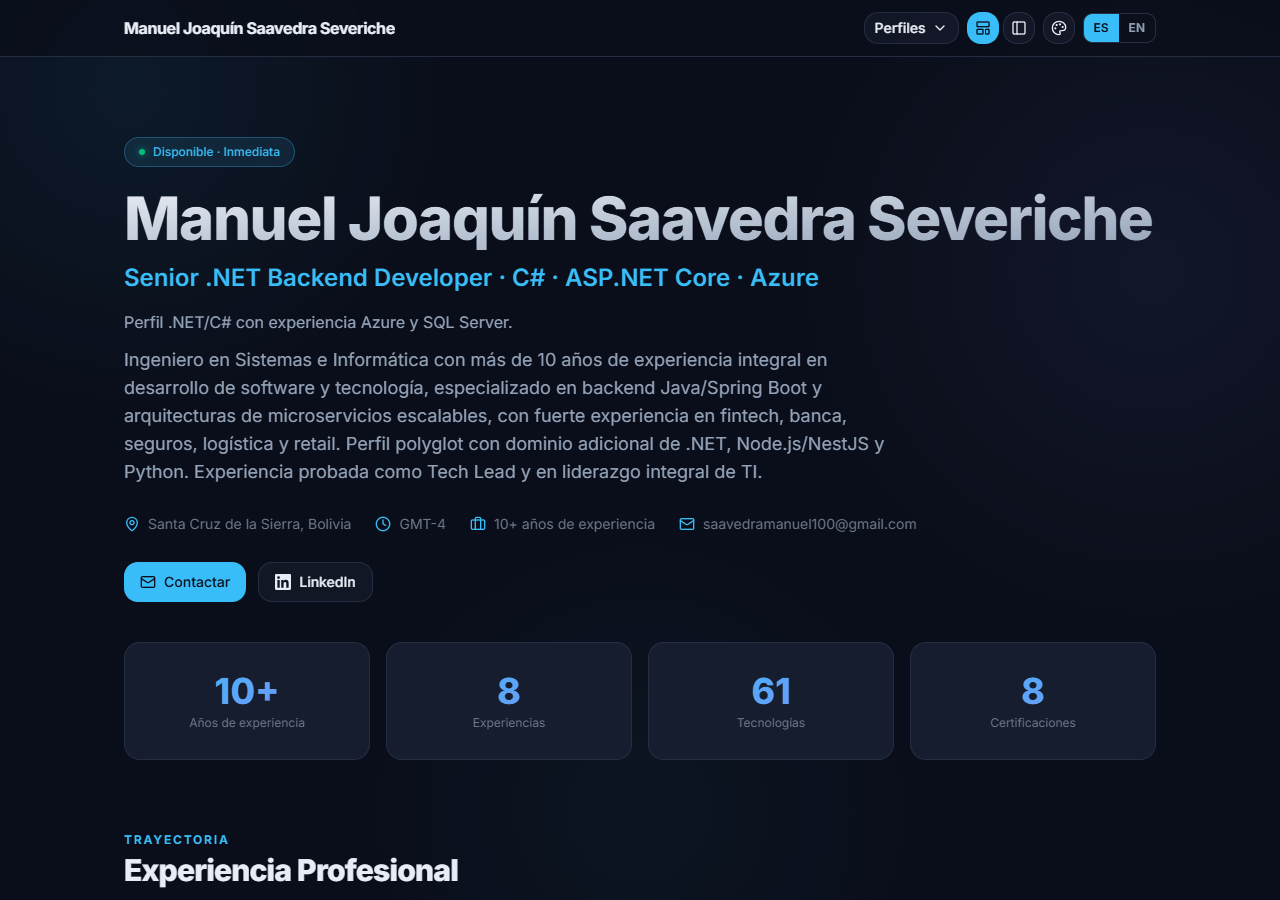 Manuel Joaquín Saavedra Severiche
Perfiles
ES EN
Disponible · Inmediata
Manuel Joaquín Saavedra Severiche
Senior .NET Backend Developer · C# · ASP.NET Core · Azure
Perfil .NET/C# con experiencia Azure y SQL Server.
Ingeniero en Sistemas e Informática con más de 10 años de experiencia integral en
desarrollo de software y tecnología, especializado en backend Java/Spring Boot y
arquitecturas de microservicios escalables, con fuerte experiencia en fintech, banca,
seguros, logística y retail. Perfil polyglot con dominio adicional de .NET, Node.js/NestJS y
Python. Experiencia probada como Tech Lead y en liderazgo integral de TI.
Santa Cruz de la Sierra, Bolivia GMT-4 10+ años de experiencia saavedramanuel100@gmail.com
Contactar LinkedIn
10+ 8 61 8
Años de experiencia Experiencias Tecnologías Certificaciones
TRAYECTORIA
Experiencia Profesional